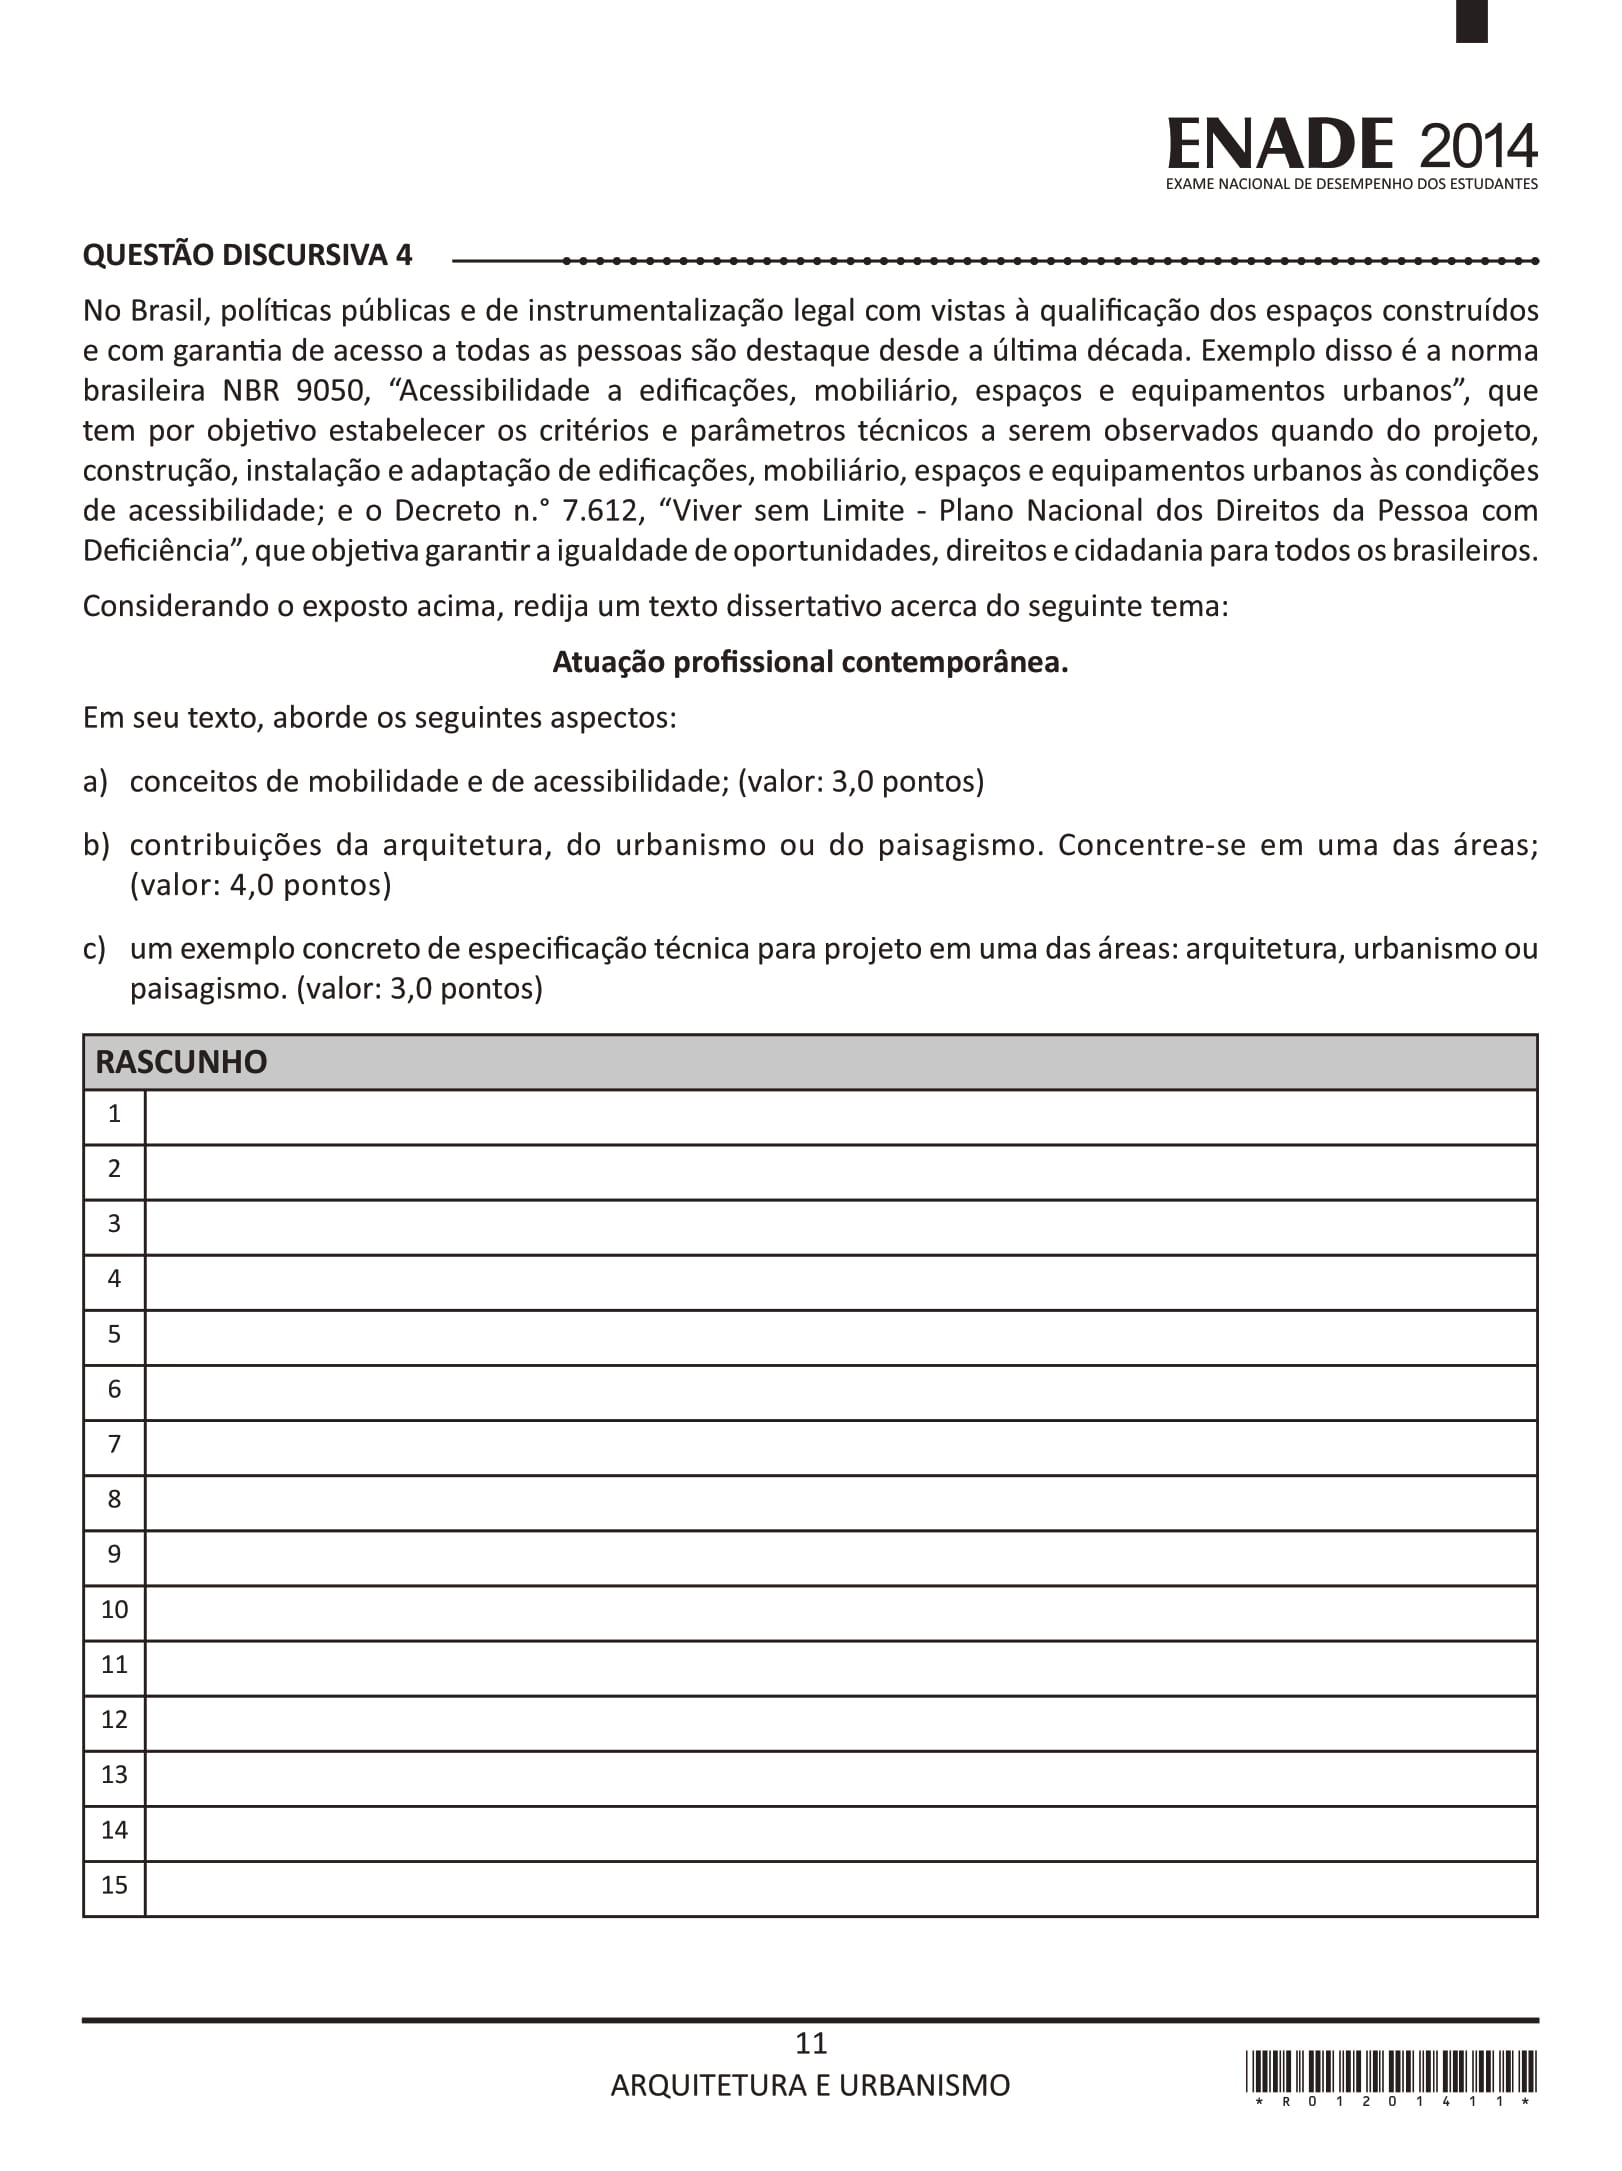 ENADE 2014
EXAME NACIONAL DE DESEMPENHO DOS ESTUDANTES
QUESTÃO DISCURSIVA 4
No Brasil, políticas públicas e de instrumentalização legal com vistas à qualificação dos espaços construídos
e com garantia de acesso a todas as pessoas são destaque desde a última década. Exemplo disso é a norma
brasileira NBR 9050, “Acessibilidade a edificações, mobiliário, espaços e equipamentos urbanos”, que
tem por objetivo estabelecer os critérios e parâmetros técnicos a serem observados quando do projeto,
construção, instalação e adaptação de edificações, mobiliário, espaços e equipamentos urbanos às condições
de acessibilidade; e o Decreto n.° 7.612, “Viver sem Limite - Plano Nacional dos Direitos da Pessoa com
Deficiência”, que objetiva garantir a igualdade de oportunidades, direitos e cidadania para todos os brasileiros.
Considerando o exposto acima, redija um texto dissertativo acerca do seguinte tema:
Atuação profissional contemporânea.
Em seu texto, aborde os seguintes aspectos:
a) conceitos de mobilidade e de acessibilidade; (valor: 3,0 pontos)
b) contribuições da arquitetura, do urbanismo ou do paisagismo. Concentre-se em uma das áreas;
(valor: 4,0 pontos)
c) um exemplo concreto de especificação técnica para projeto em uma das áreas: arquitetura, urbanismo ou
paisagismo. (valor: 3,0 pontos)
RASCUNHO
1
2
3
4
5
6
7
8
9
10
11
12
13
14
15
11
ARQUITETURA E URBANISMO
*R01201411*